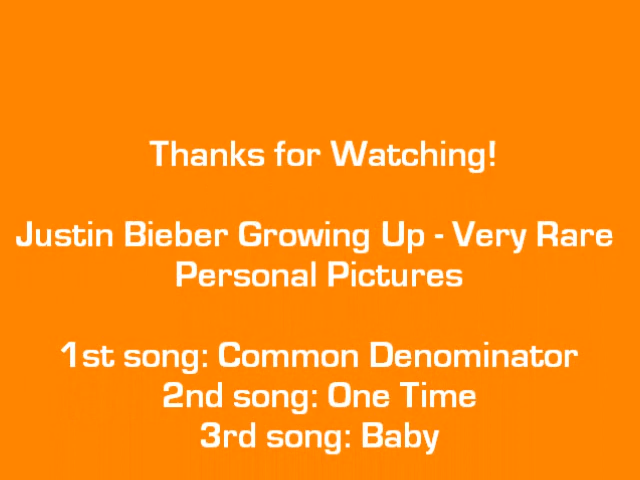 Thanks for Watching!
Justin Bieber Growing Up - Very Rare
Personal Pictures
1st song: Common Denominator
2nd song: One Time
3rd song: Baby